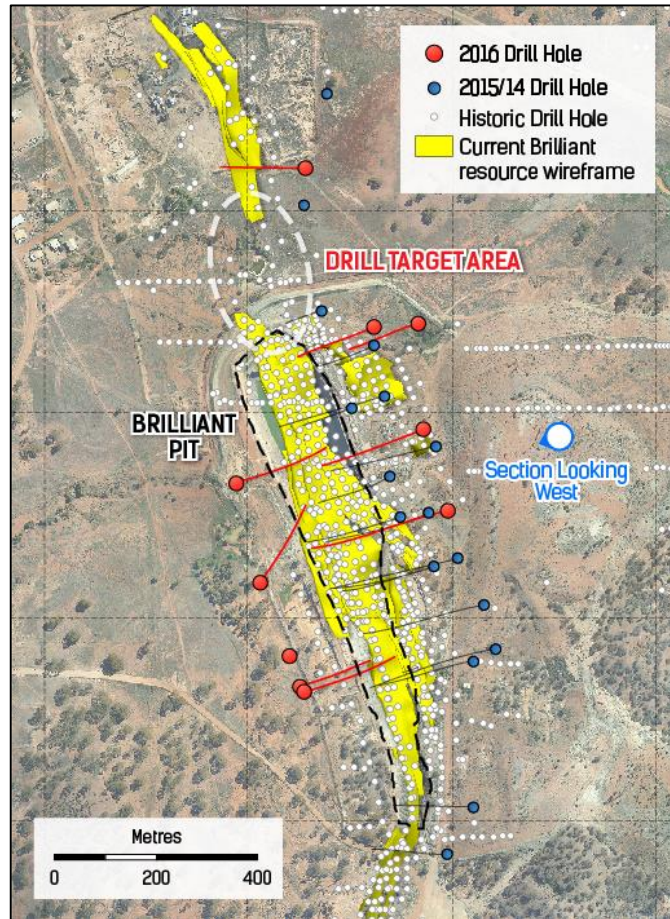 2016 Drill Hole
2015/14 Drill Hole
Historic Drill Hole
Current Brilliant
resource wireframe
DRILL TARGET AREA
BRILLIANT
PIT
Section Looking
West
Metres
0 200 400